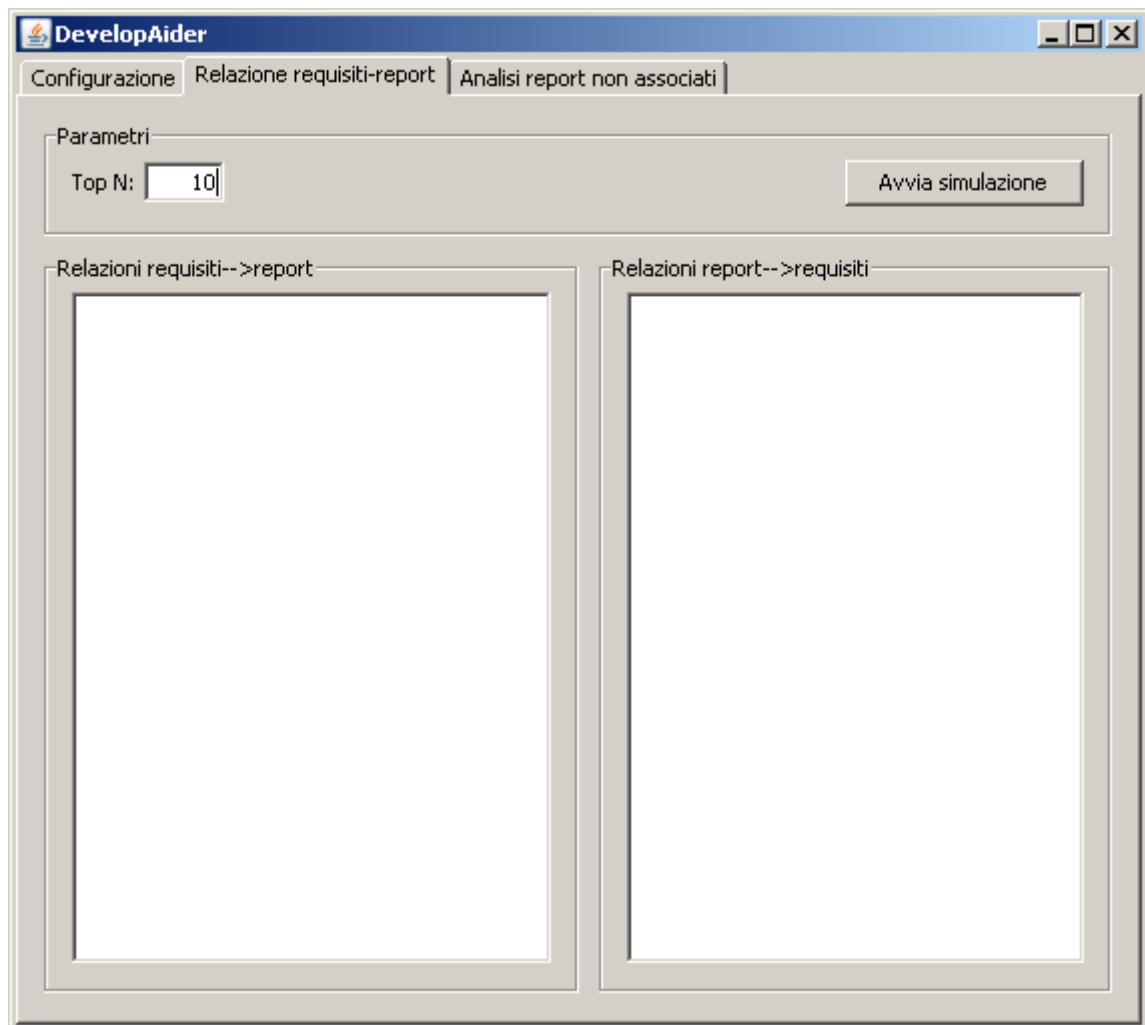 DevelopAider
Configurazione Relazione requisiti-report Analisi report non associati
Parametri
Top N: 10 Avvia simulazione
Relazioni requisiti-->report Relazioni report-->requisiti